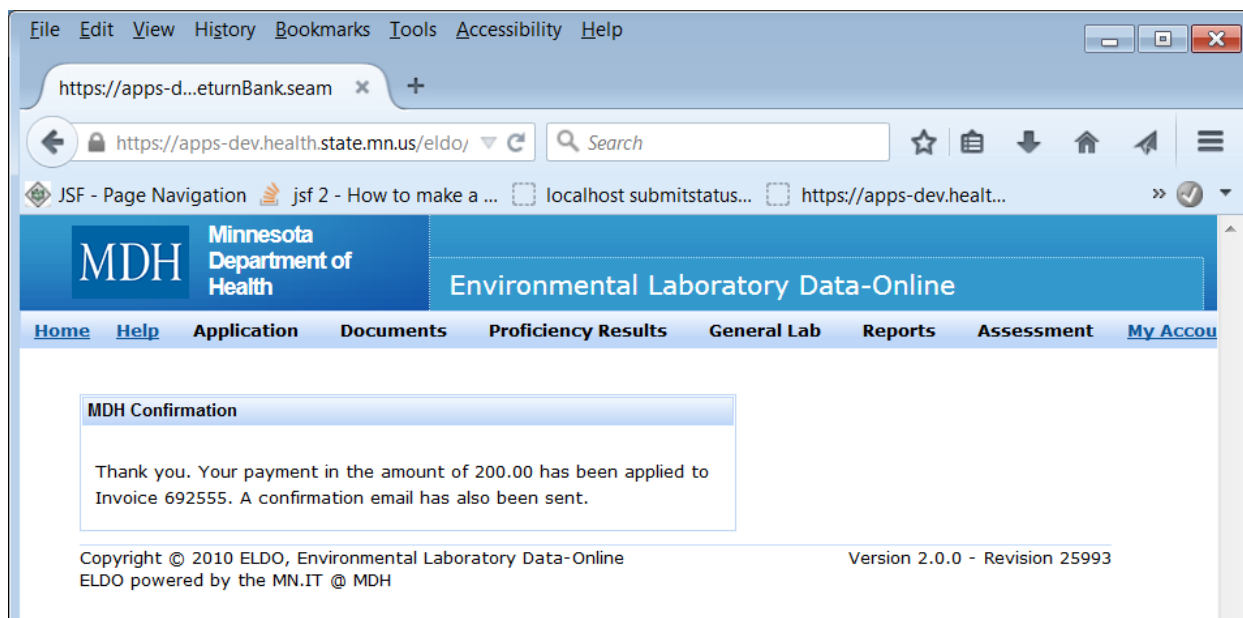 File Edit View History Bookmarks Tools Accessibility Help
https://apps-d...eturnBank.seam
https://apps-dev.health.state.mn.us/eldo/ Search
JSF - Page Navigation jsf 2 - How to make a ... localhost submitstatus... https://apps-dev.healt... »
MDH Minnesota
Department of
Health
Environmental Laboratory Data-Online
Home Help Application Documents Proficiency Results General Lab Reports Assessment My Accou
MDH Confirmation
Thank you. Your payment in the amount of 200.00 has been applied to
Invoice 692555. A confirmation email has also been sent.
Copyright © 2010 ELDO, Environmental Laboratory Data-Online Version 2.0.0 - Revision 25993
ELDO powered by the MN.IT @ MDH